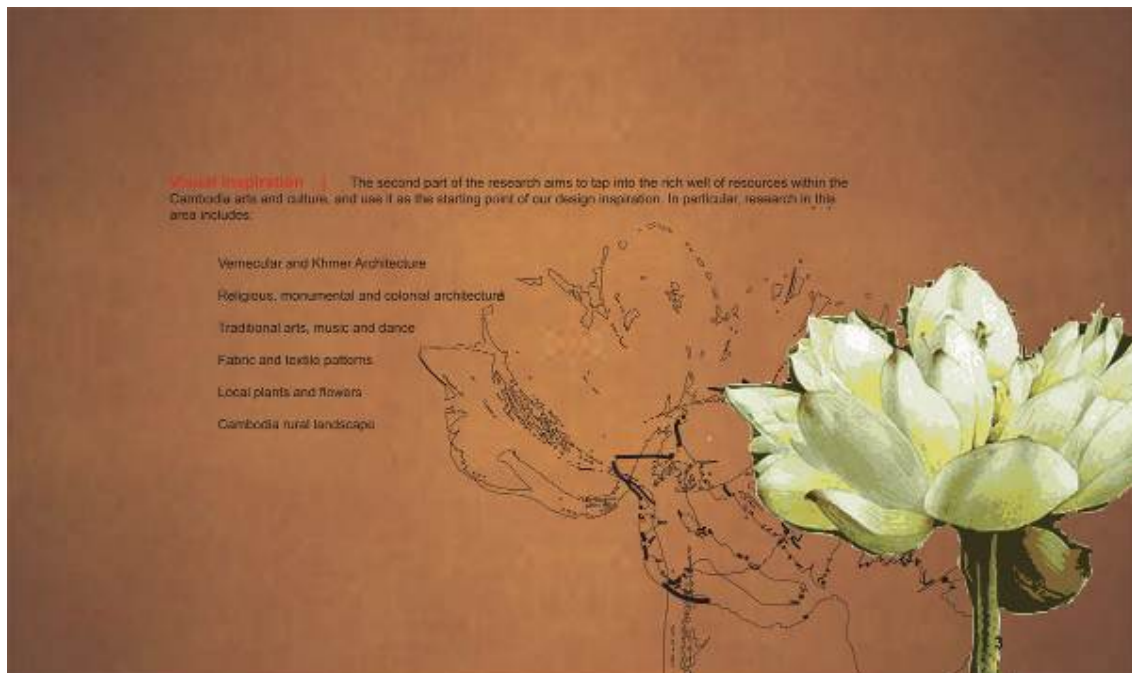 Visual Inspiration | The second part of the research aims to tap into the rich well of resources within the
Cambodia arts and culture, and use it as the starting point of our design inspiration. In particular, research in this
area includes:
Vernecular and Khmer Architecture
Religious, monumental and colonial architecture
Traditional arts, music and dance
Fabric and textile patterns
Local plants and flowers
Cambodia rural landscape
3